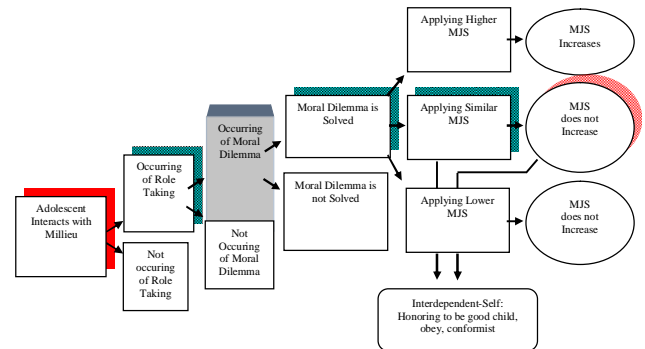 Adolescent
Interacts with
Millieu
Occurring
of Role
Taking
Not
occuring
of Role
Taking
Occurring
of Moral
Dilemma
Not
Occuring
of Moral
Dilemma
Moral Dilemma is
Solved
Moral Dilemma is
not Solved
Applying Higher
MJS
Applying Similar
MJS
Applying Lower
MJS
MJS
Increases
MJS
does not
Increase
MJS
does not
Increase
Interdependent-Self:
Honoring to be good child,
obey, conformist